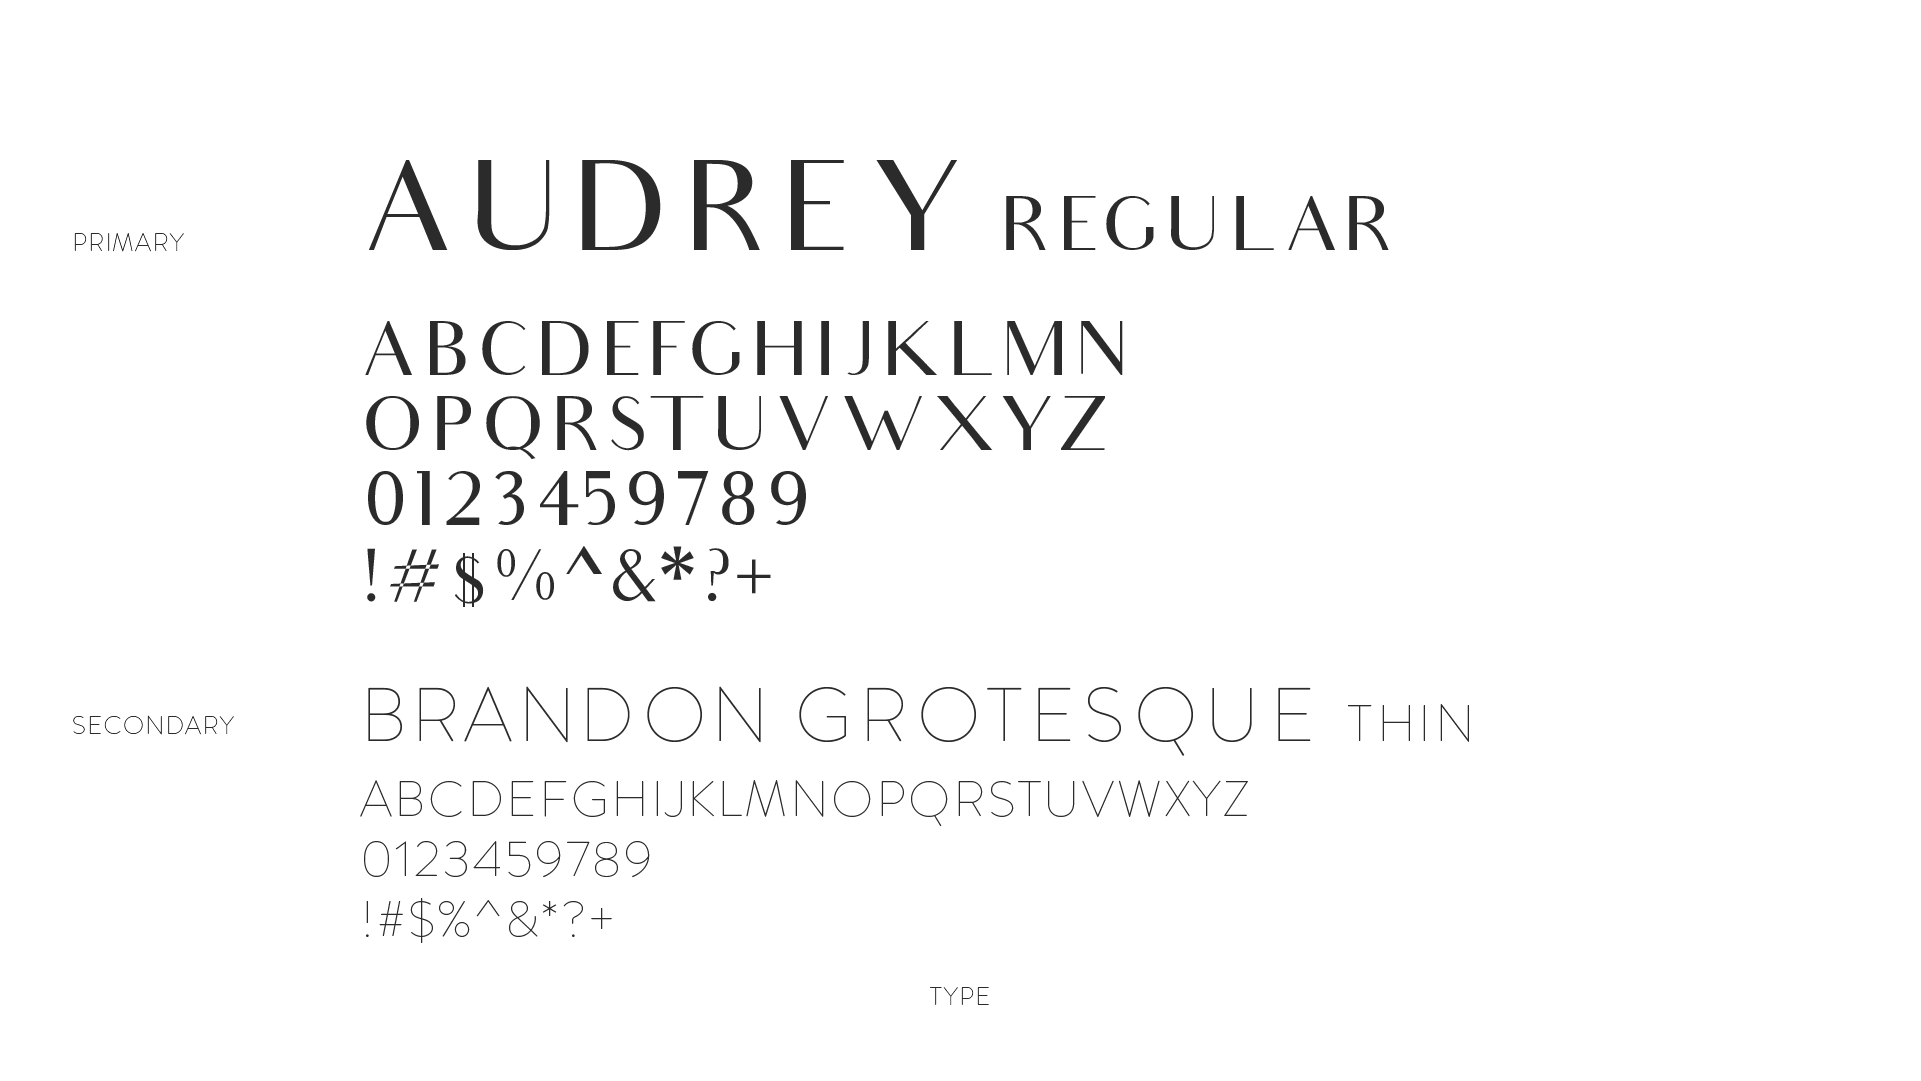 PRIMARY
AUDREY REGULAR
ABCDEFGHIJKLMN
OPQRSTUVWXYZ
0123459789
!#$%^&*?+
SECONDARY
BRANDON GROTESQUE THIN
ABCDEFGHIJKLMNOPQRSTUVWXYZ
0123459789
!#$%^&*?+
TYPE